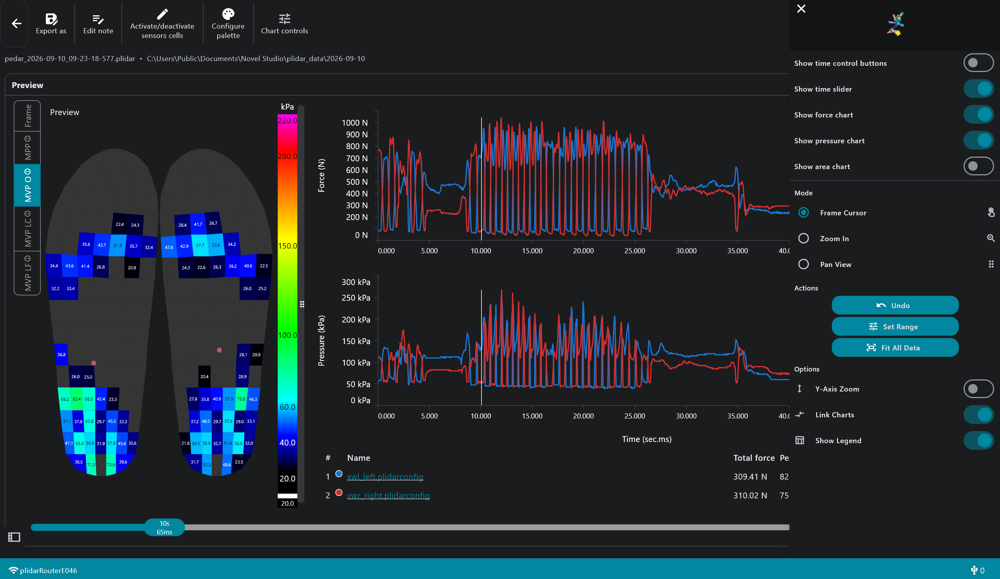 Export as
Edit note
Activate/deactivate
sensors cells
Configure
palette
Chart controls
pedar_2026-09-10_09-23-18-577.plidar • C:\Users\Public\Documents\Novel Studio\plidar_data\2026-09-10
Preview
Frame
MPP
MVP O
MVP LC
MVP LF
Preview
22.4 24.3 28.4 41.7 26.7
35.6 43.7 51.5 35.7 32.4 47.6 42.9 57.7 53.6 34.2
34.4 43.6 41.4 26.8 20.9 24.3 22.6 26.3 39.2 40.6 22.5
32.2 33.4 26.0 25.2
38.8 28.1 20.9
26.0 25.0 20.4 28.9
69.2 82.4 68.5 42.4 23.3 27.8 35.8 40.9 51.5 75.8 46.3
51.1 37.8 63.8 29.7 45.5 32.2 37.2 48.5 29.7 57.6 29.0 33.1
47.1 63.4 56.8 31.9 57.9 45.6 30.6 21.8 54.5 56.6 32.7 51.4 58.6 32.0
38.5 71.3 70.9 39.6 31.7 52.2 48.6 23.5
kPa
220.0
200.0
150.0
100.0
60.0
40.0
20.0
20.0
Force (N)
1000 N
900 N
800 N
700 N
600 N
500 N
400 N
300 N
200 N
0 N
0.000 5.000 10.000 15.000 20.000 25.000 30.000 35.000 40.0
Pressure (kPa)
300 kPa
250 kPa
200 kPa
150 kPa
100 kPa
50 kPa
0 kPa
0.000 5.000 10.000 15.000 20.000 25.000 30.000 35.000 40.0
Time (sec.ms)
# Name Total force Pe
1 xwl_left.plidarconfig 309.41 N 82
2 xwr_right.plidarconfig 310.02 N 75
10s
65ms
Show time control buttons
Show time slider
Show force chart
Show pressure chart
Show area chart
Mode
Frame Cursor
Zoom In
Pan View
Actions
Undo
Set Range
Fit All Data
Options
Y-Axis Zoom
Link Charts
Show Legend
plidarRouterE046
0